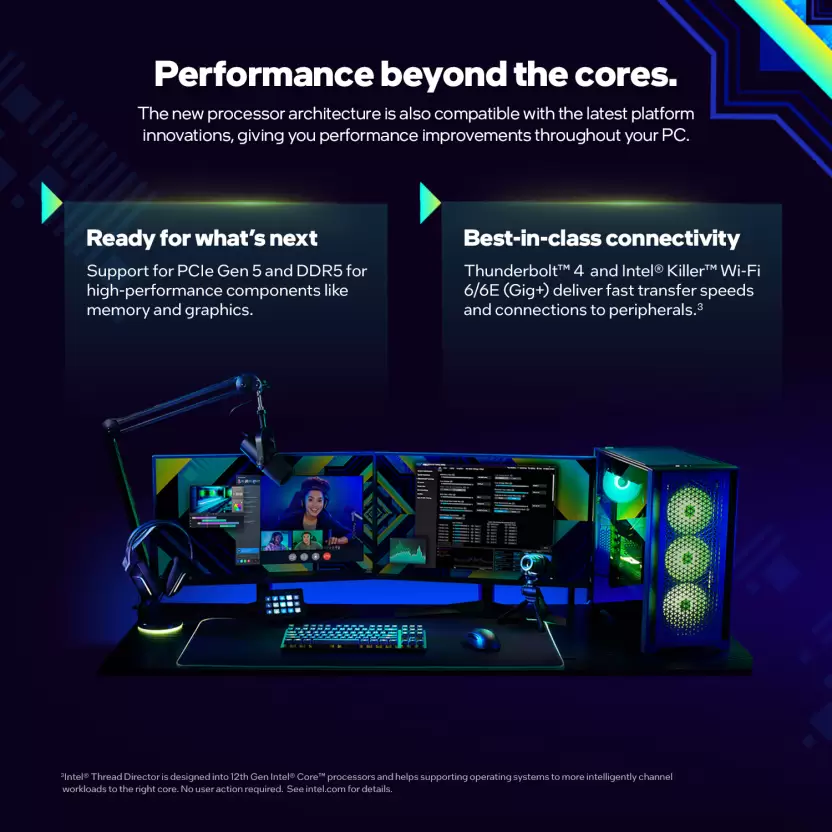 Performance beyond the cores.
The new processor architecture is also compatible with the latest platform
innovations, giving you performance improvements throughout your PC.
Ready for what's next
Support for PCIe Gen 5 and DDR5 for
high-performance components like
memory and graphics.
Best-in-class connectivity
Thunderbolt™ 4 and Intel® Killer™ Wi-Fi
6/6E (Gig+) deliver fast transfer speeds
and connections to peripherals.³
³Intel® Thread Director is designed into 12th Gen Intel® Core™ processors and helps supporting operating systems to more intelligently channel
workloads to the right core. No user action required. See intel.com for details.